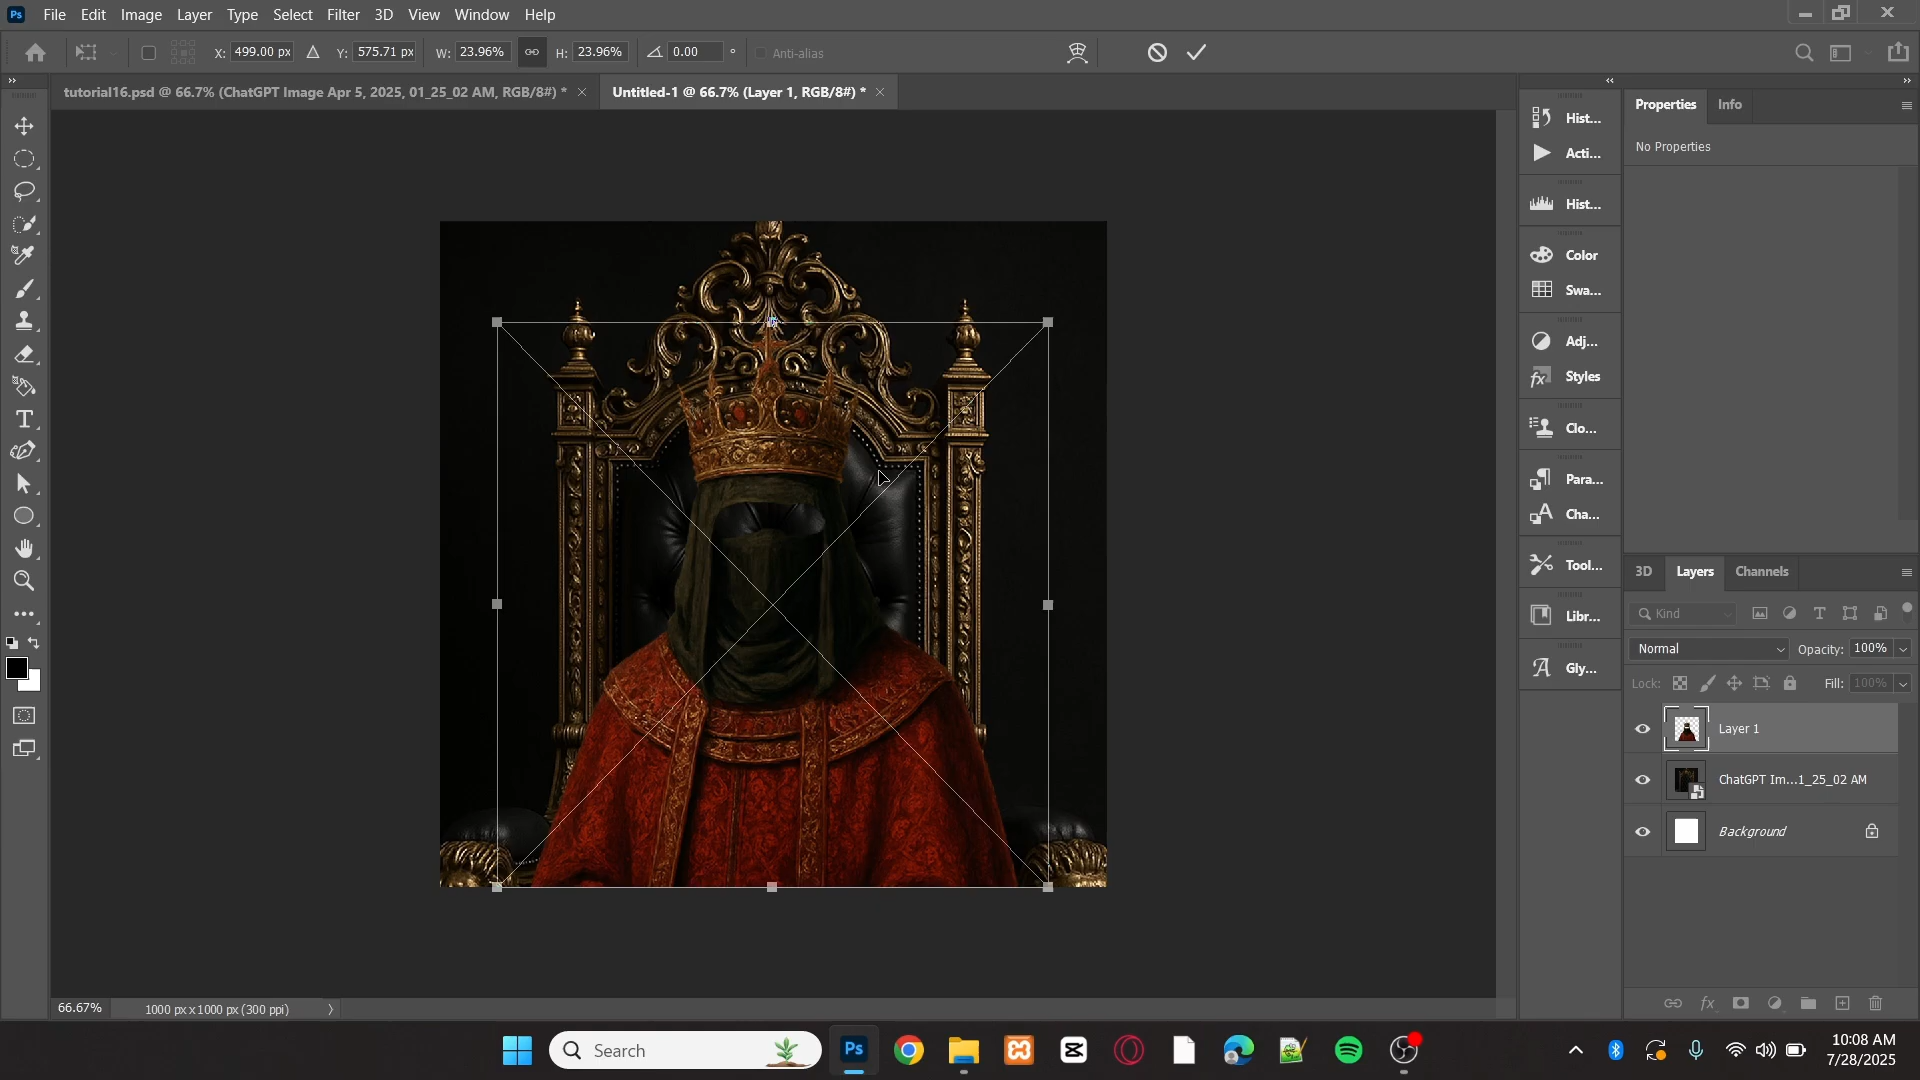 Ps File Edit Image Layer Type Select Filter 3D View Window Help
X: 499.00 px Y: 575.71 px W: 23.96% H: 23.96% 0.00 ° Anti-alias
tutorial16.psd @ 66.7% (ChatGPT Image Apr 5, 2025, 01_25_02 AM, RGB/8#) *
Untitled-1 @ 66.7% (Layer 1, RGB/8#) *
Hist...
Acti...
Hist...
Color
Swa...
Adj...
Styles
Clo...
Para...
Cha...
Tool...
Libr...
Gly...
Properties Info
No Properties
3D Layers Channels
Kind
Normal Opacity: 100%
Lock: Fill: 100%
Layer 1
ChatGPT Im...1_25_02 AM
Background
66.67% 1000 px x 1000 px (300 ppi)
Search
10:08 AM
7/28/2025